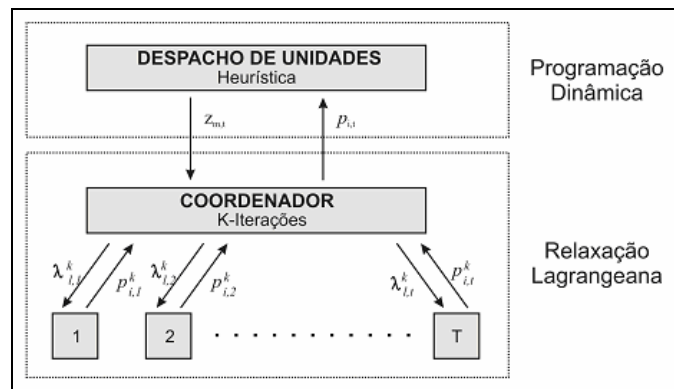 DESPACHO DE UNIDADES
Heurística
Programação
Dinâmica
z_{m,t}
p_{i,t}
COORDENADOR
K-Iterações
Relaxação
Lagrangeana
λ^k_{l,1}
p^k_{i,1}
λ^k_{l,2}
p^k_{i,2}
λ^k_{l,t}
p^k_{i,t}
1
2
. . . . . . . . . . .
T